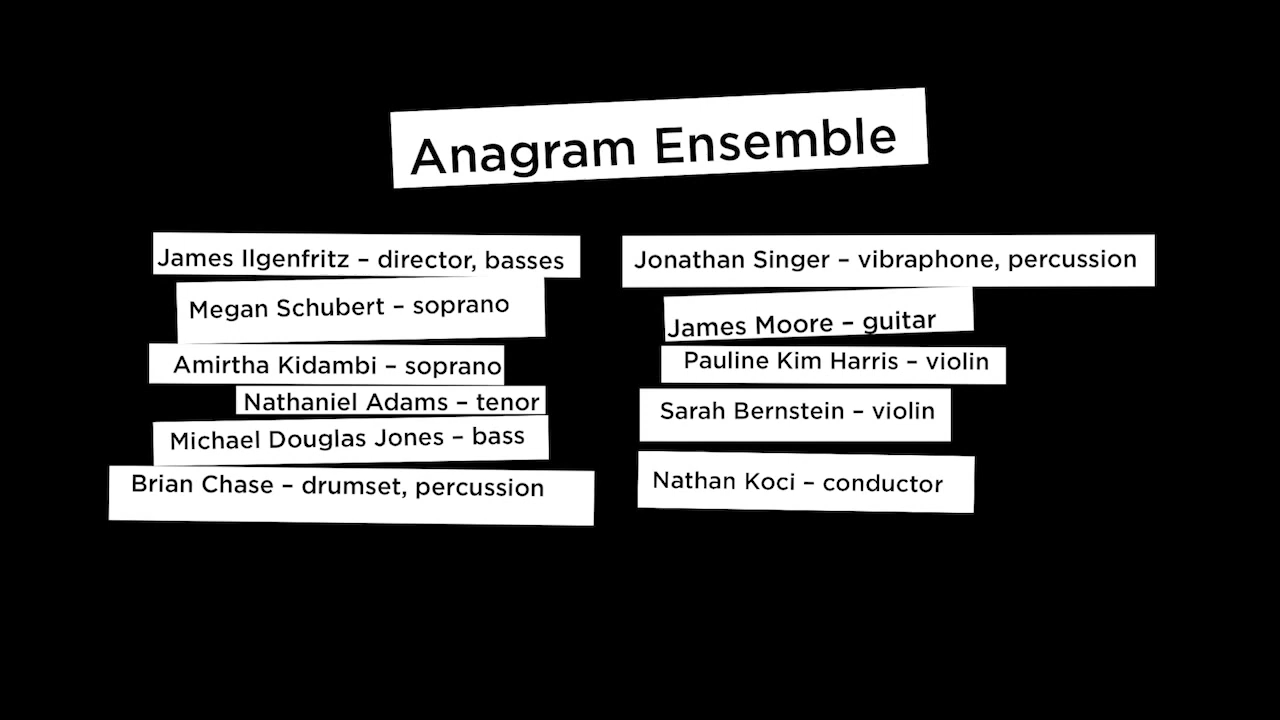 Anagram Ensemble
James Ilgenfritz – director, basses
Megan Schubert – soprano
Amirtha Kidambi – soprano
Nathaniel Adams – tenor
Michael Douglas Jones – bass
Brian Chase – drumset, percussion
Jonathan Singer – vibraphone, percussion
James Moore – guitar
Pauline Kim Harris – violin
Sarah Bernstein – violin
Nathan Koci – conductor